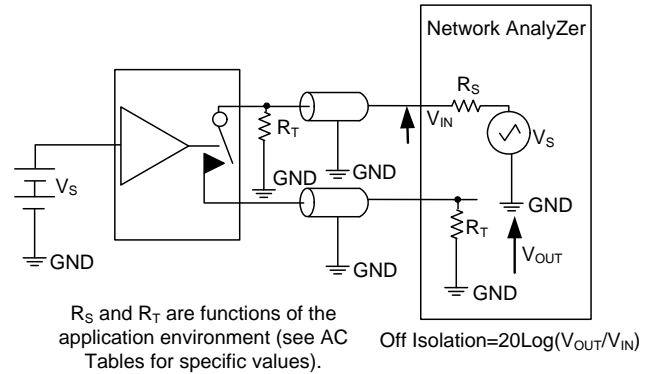 Network AnalyZer
R_S
V_IN
V_S
R_T
GND
GND
V_S
GND
GND
R_T
V_OUT
GND
GND
R_S and R_T are functions of the
application environment (see AC
Tables for specific values).
Off Isolation=20Log(V_OUT/V_IN)